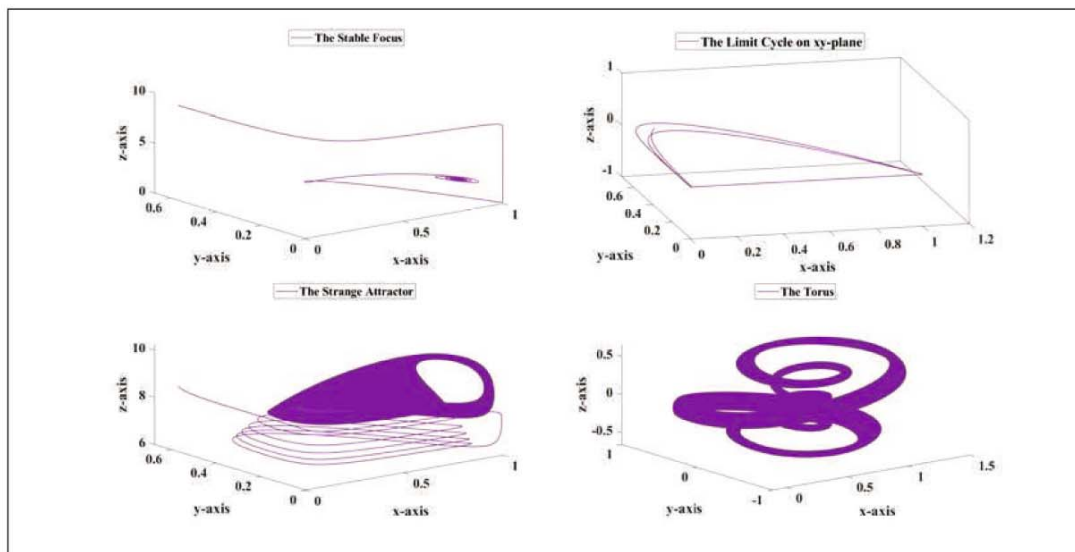 The Stable Focus
10
5
0
z-axis
0.6
0.4
0.2
0
y-axis
0
0.5
1
x-axis
The Limit Cycle on xy-plane
1
0
-1
z-axis
0.6
0.4
0.2
0
y-axis
0
0.2
0.4
0.6
0.8
1
1.2
x-axis
The Strange Attractor
10
8
6
z-axis
0.6
0.4
0.2
0
y-axis
0
0.5
1
x-axis
The Torus
0.5
0
-0.5
z-axis
1
0
-1
y-axis
0
0.5
1
1.5
x-axis